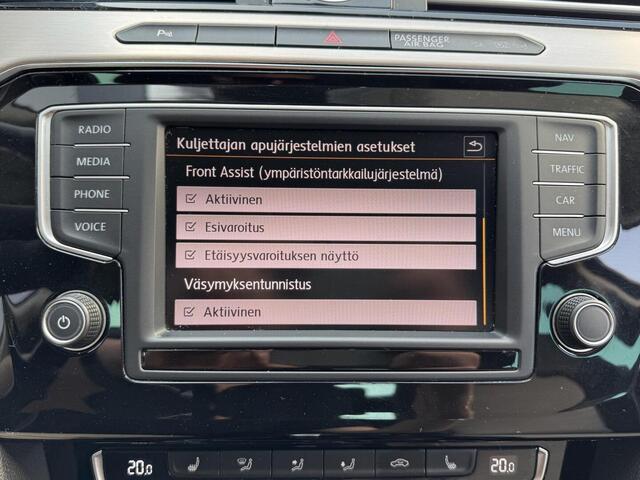 P
PASSENGER
AIR BAG
RADIO
MEDIA
PHONE
VOICE
Kuljettajan apujärjestelmien asetukset
Front Assist (ympäristöntarkkailujärjestelmä)
Aktiivinen
Esivaroitus
Etäisyysvaroituksen näyttö
Väsymyksentunnistus
Aktiivinen
NAV
TRAFFIC
CAR
MENU
20.0
20.0